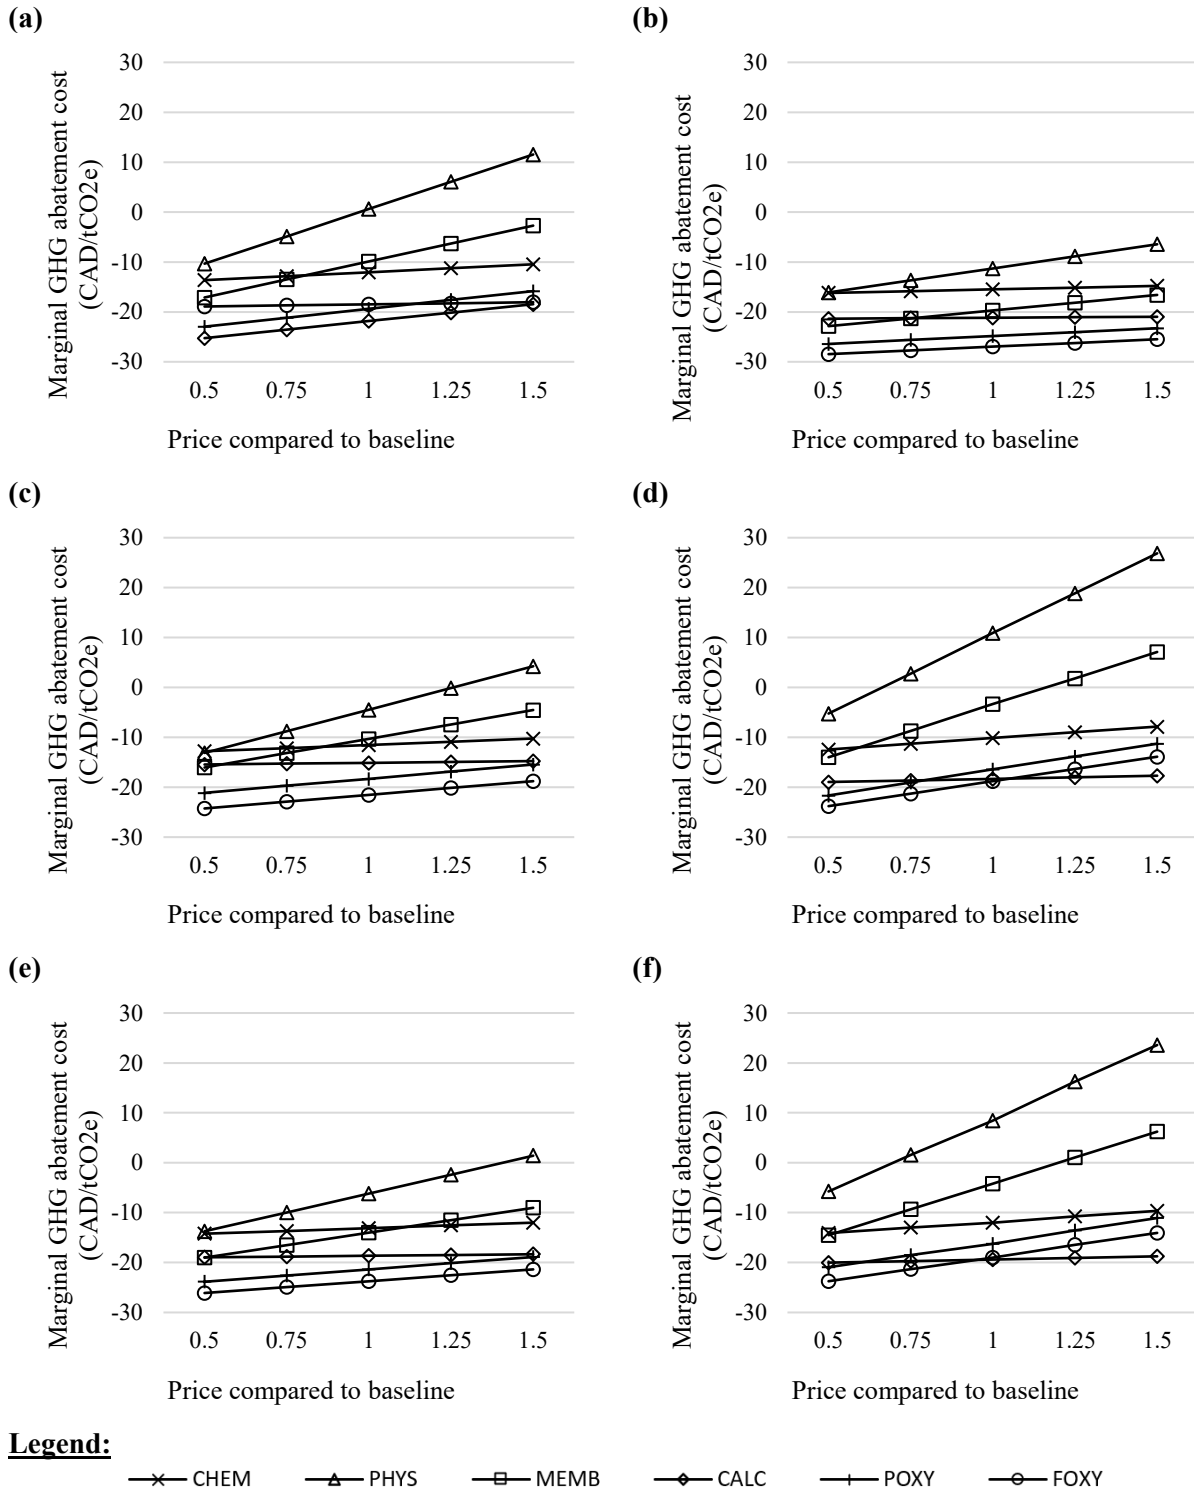 (a)
Marginal GHG abatement cost
(CAD/tCO2e)
30
20
10
0
-10
-20
-30
0.5 0.75 1 1.25 1.5
Price compared to baseline
(b)
Marginal GHG abatement cost
(CAD/tCO2e)
30
20
10
0
-10
-20
-30
0.5 0.75 1 1.25 1.5
Price compared to baseline
(c)
Marginal GHG abatement cost
(CAD/tCO2e)
30
20
10
0
-10
-20
-30
0.5 0.75 1 1.25 1.5
Price compared to baseline
(d)
Marginal GHG abatement cost
(CAD/tCO2e)
30
20
10
0
-10
-20
-30
0.5 0.75 1 1.25 1.5
Price compared to baseline
(e)
Marginal GHG abatement cost
(CAD/tCO2e)
30
20
10
0
-10
-20
-30
0.5 0.75 1 1.25 1.5
Price compared to baseline
(f)
Marginal GHG abatement cost
(CAD/tCO2e)
30
20
10
0
-10
-20
-30
0.5 0.75 1 1.25 1.5
Price compared to baseline
Legend:
CHEM PHYS MEMB CALC POXY FOXY